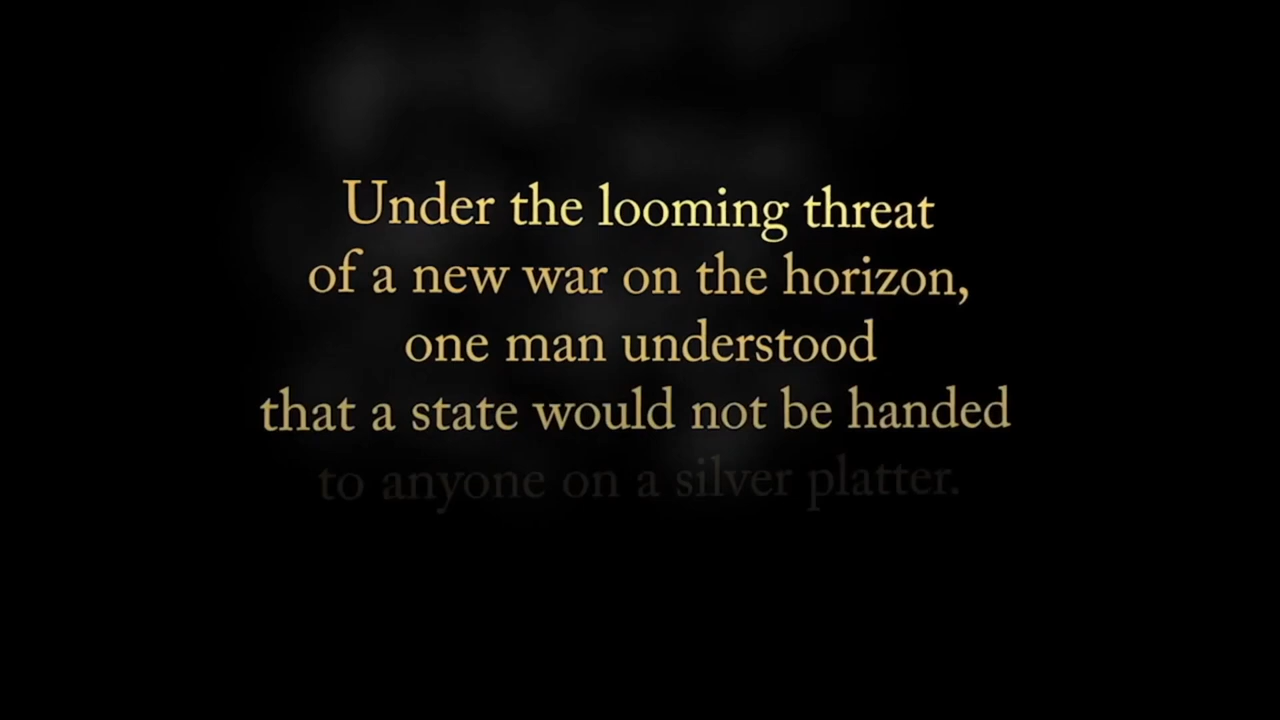 Under the looming threat
of a new war on the horizon,
one man understood
that a state would not be handed
to anyone on a silver platter.